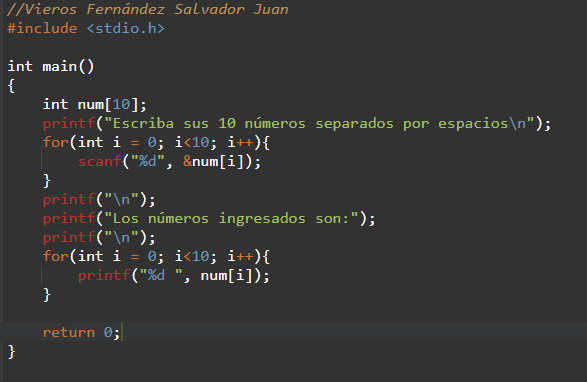 //Vieros Fernández Salvador Juan
#include <stdio.h>
int main()
{
    int num[10];
    printf("Escriba sus 10 números separados por espacios\n");
    for(int i = 0; i<10; i++){
        scanf("%d", &num[i]);
    }
    printf("\n");
    printf("Los números ingresados son:");
    printf("\n");
    for(int i = 0; i<10; i++){
        printf("%d ", num[i]);
    }
    return 0;
}